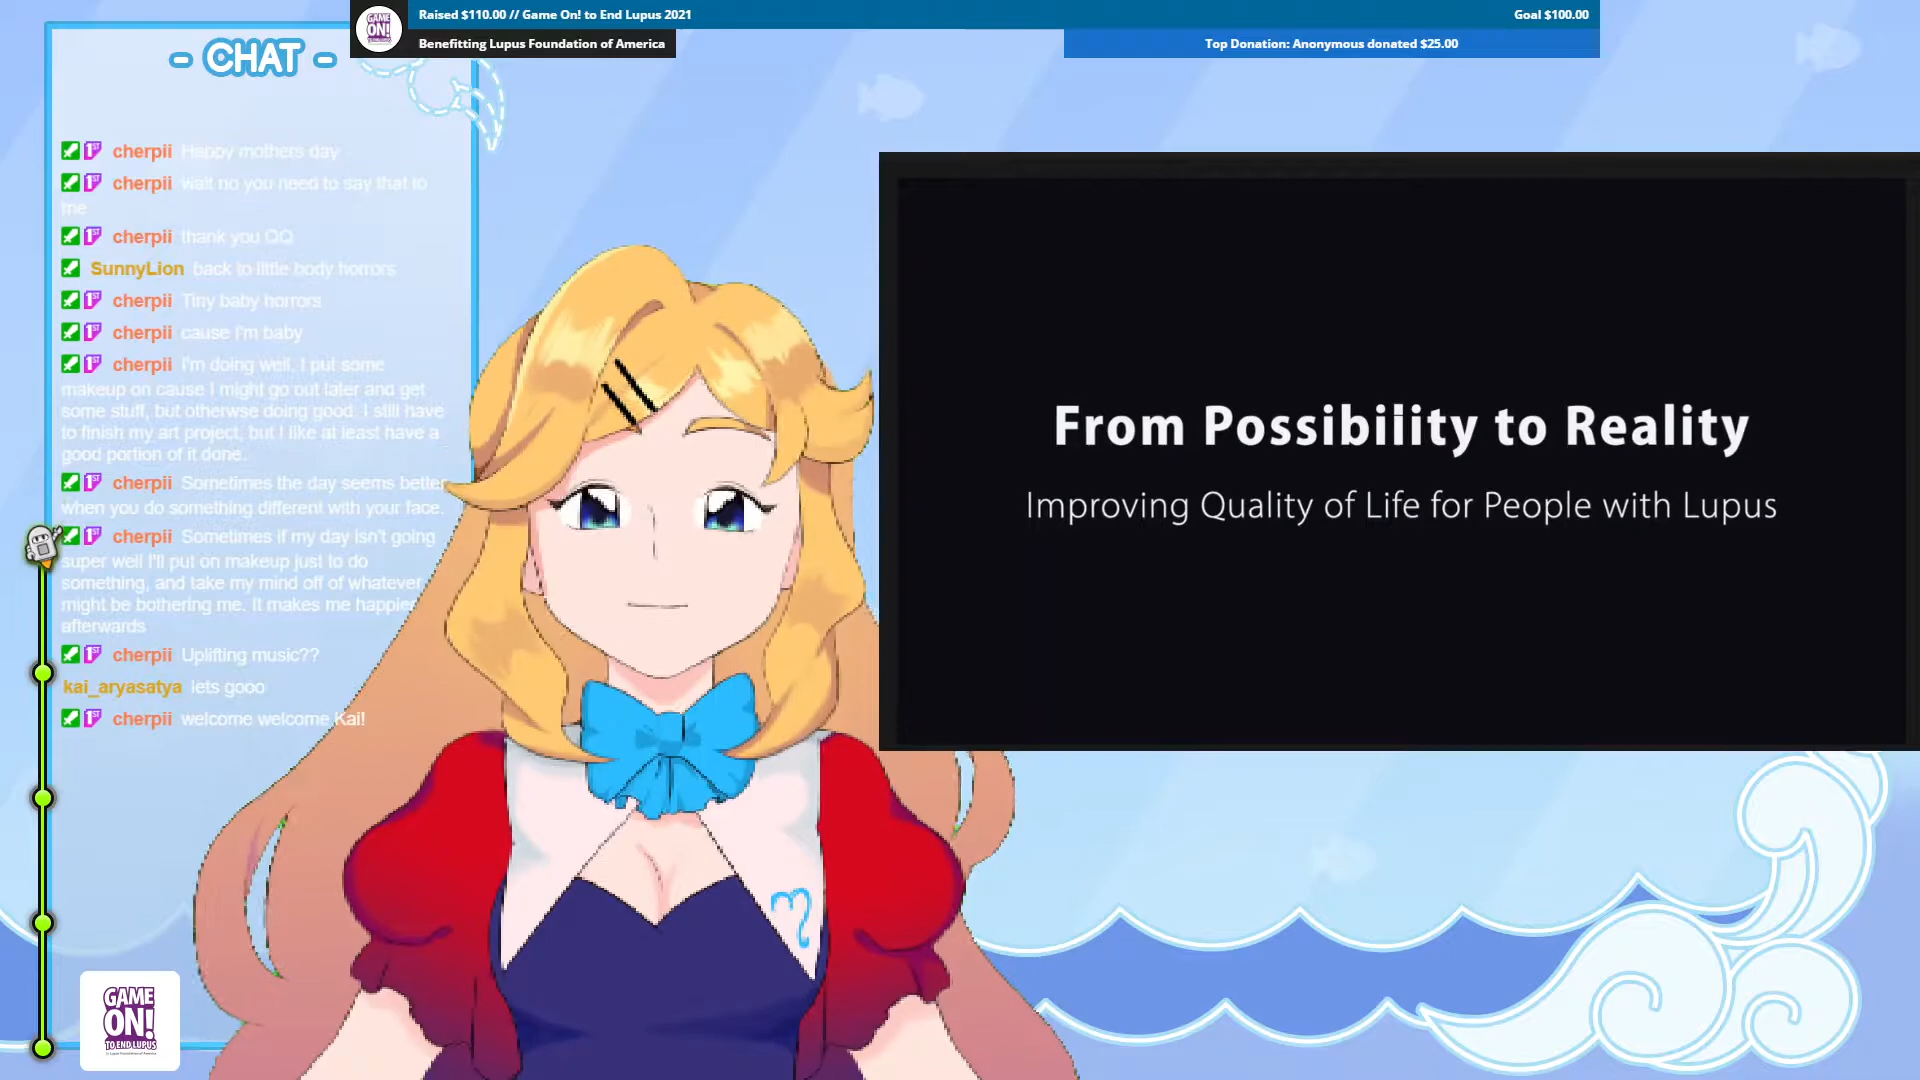 Raised $110.00 // Game On! to End Lupus 2021
Goal $100.00
GAME ON!
Benefitting Lupus Foundation of America
Top Donation: Anonymous donated $25.00
- CHAT -
cherpii Happy mothers day
cherpii wait no you need to say that to
me
cherpii thank you QQ
SunnyLion back to little body horrors
cherpii Tiny baby horrors
cherpii cause I'm baby
cherpii I'm doing well, I put some
makeup on cause I might go out later and get
some stuff, but otherwse doing good. I still have
to finish my art project, but I like at least have a
good portion of it done.
cherpii Sometimes the day seems better
when you do something different with your face.
cherpii Sometimes if my day isn't going
super well I'll put on makeup just to do
something, and take my mind off of whatever
might be bothering me. It makes me happier
afterwards
cherpii Uplifting music??
kai_aryasatya lets gooo
cherpii welcome welcome Kai!
From Possibility to Reality
Improving Quality of Life for People with Lupus
GAME
ON!
TO END LUPUS